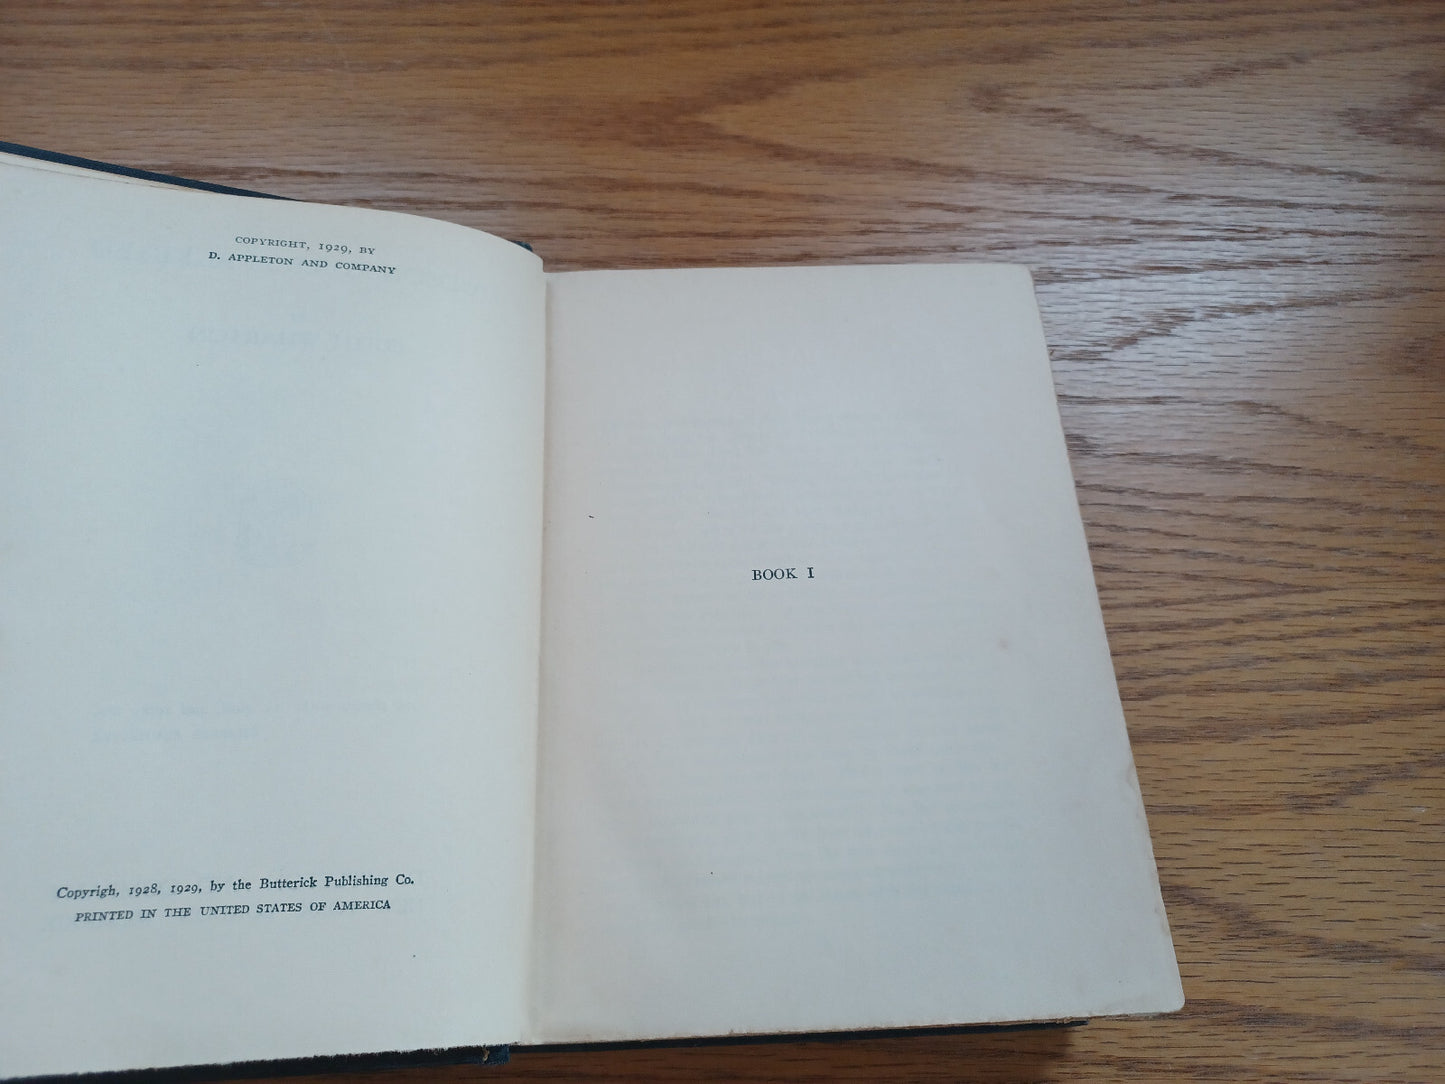 COPYRIGHT, 1929, BY
D. APPLETON AND COMPANY
Copyrigh, 1928, 1929, by the Butterick Publishing Co.
PRINTED IN THE UNITED STATES OF AMERICA
BOOK I